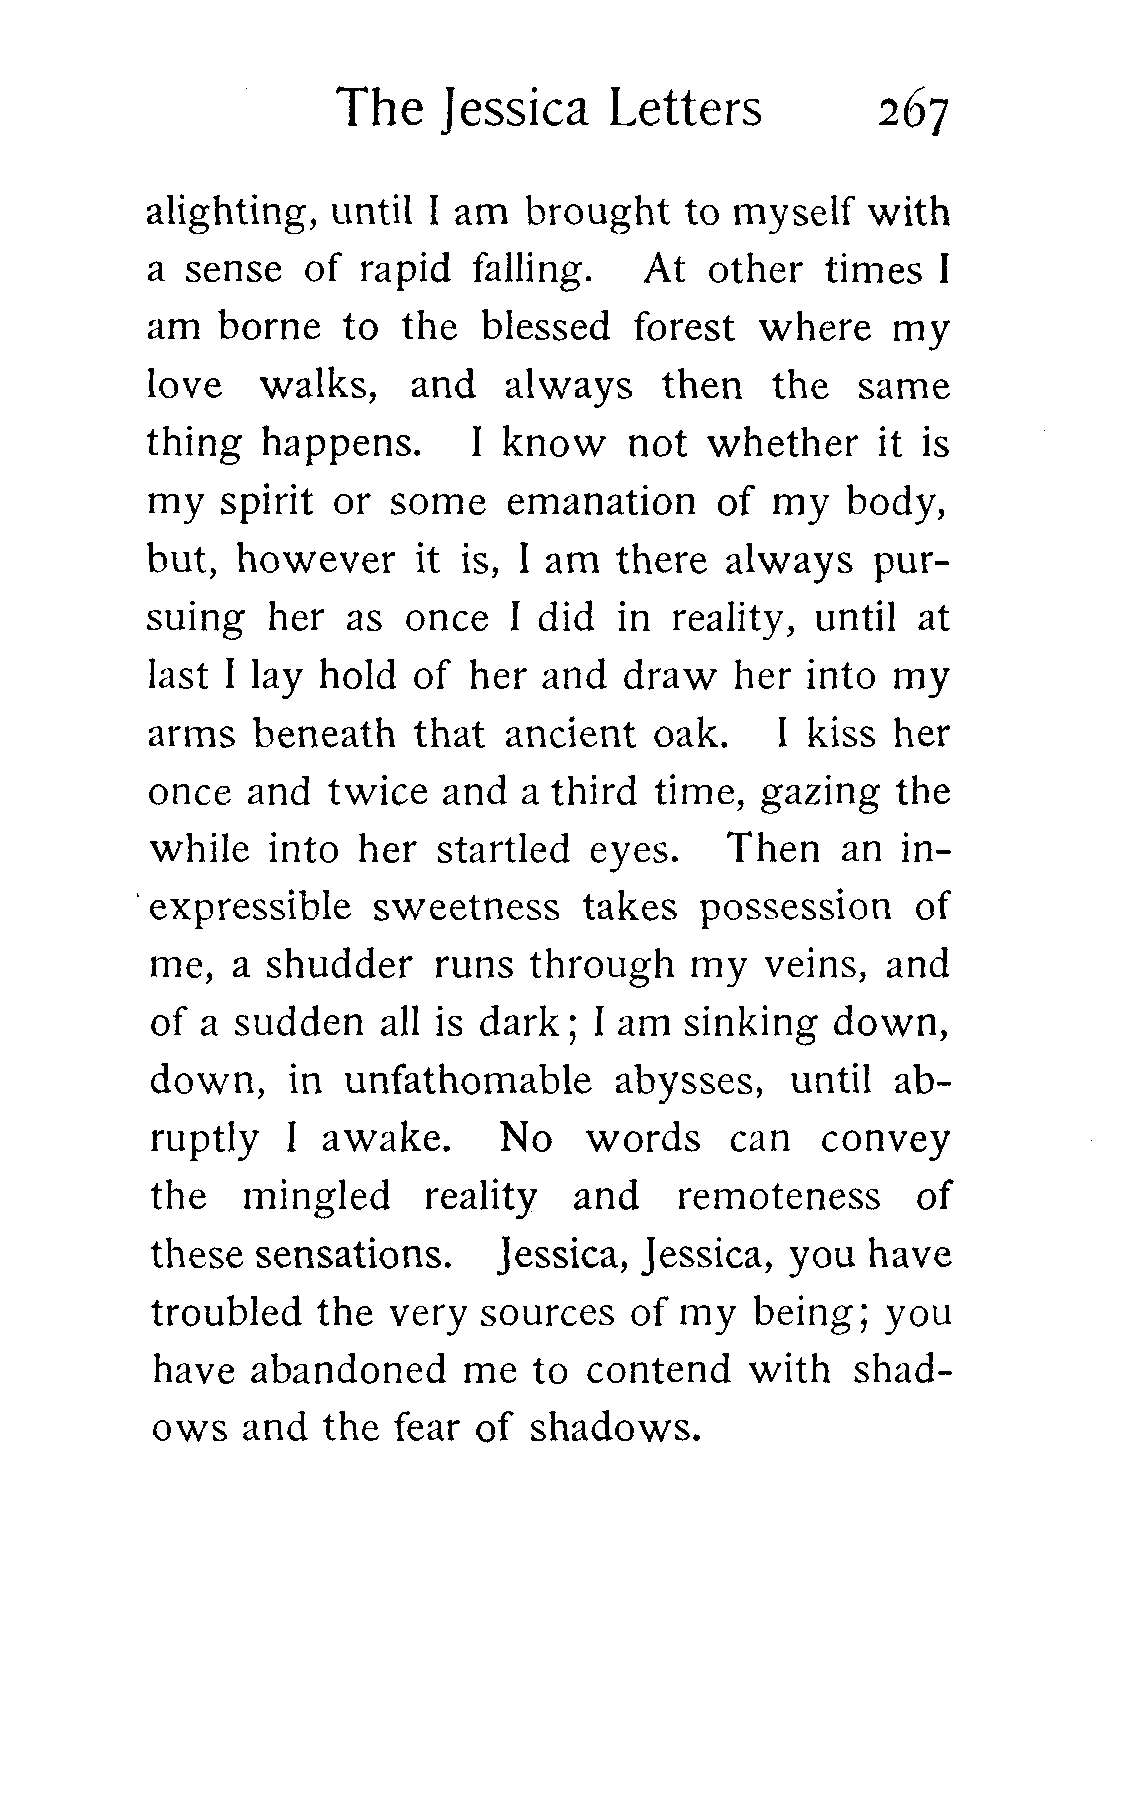 The Jessica Letters 267
alighting, until I am brought to myself with
a sense of rapid falling. At other times I
am borne to the blessed forest where my
love walks, and always then the same
thing happens. I know not whether it is
my spirit or some emanation of my body,
but, however it is, I am there always pur-
suing her as once I did in reality, until at
last I lay hold of her and draw her into my
arms beneath that ancient oak. I kiss her
once and twice and a third time, gazing the
while into her startled eyes. Then an in-
expressible sweetness takes possession of
me, a shudder runs through my veins, and
of a sudden all is dark; I am sinking down,
down, in unfathomable abysses, until ab-
ruptly I awake. No words can convey
the mingled reality and remoteness of
these sensations. Jessica, Jessica, you have
troubled the very sources of my being; you
have abandoned me to contend with shad-
ows and the fear of shadows.